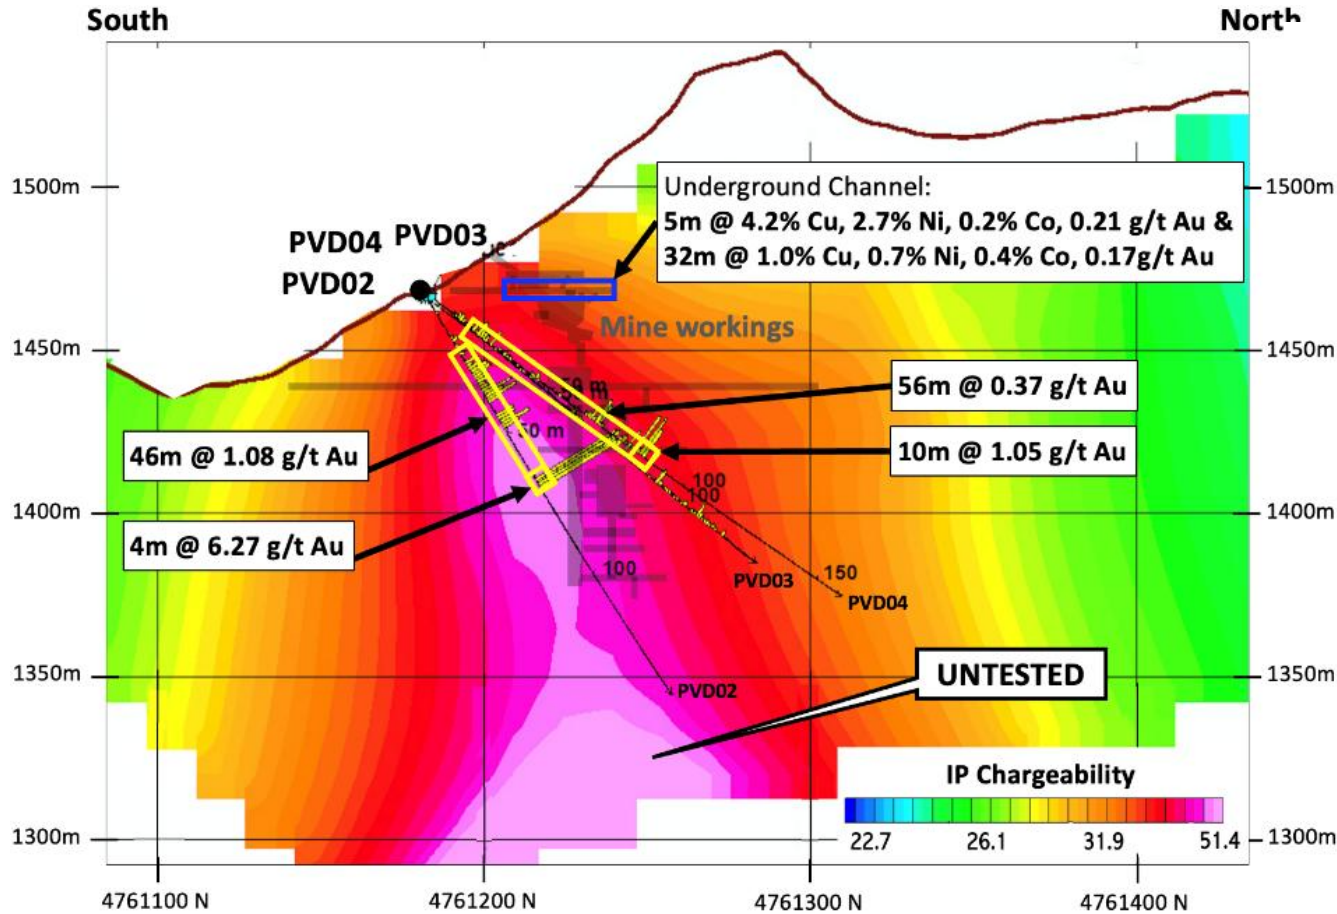 South
North
1500m
1500m
Underground Channel:
5m @ 4.2% Cu, 2.7% Ni, 0.2% Co, 0.21 g/t Au &
32m @ 1.0% Cu, 0.7% Ni, 0.4% Co, 0.17g/t Au
PVD04
PVD03
PVD02
Mine workings
1450m
1450m
56m @ 0.37 g/t Au
50 m
46m @ 1.08 g/t Au
10m @ 1.05 g/t Au
100
100
1400m
1400m
4m @ 6.27 g/t Au
100
PVD03
150
PVD04
1350m
1350m
PVD02
UNTESTED
IP Chargeability
22.7
26.1
31.9
51.4
1300m
1300m
4761100 N
4761200 N
4761300 N
4761400 N